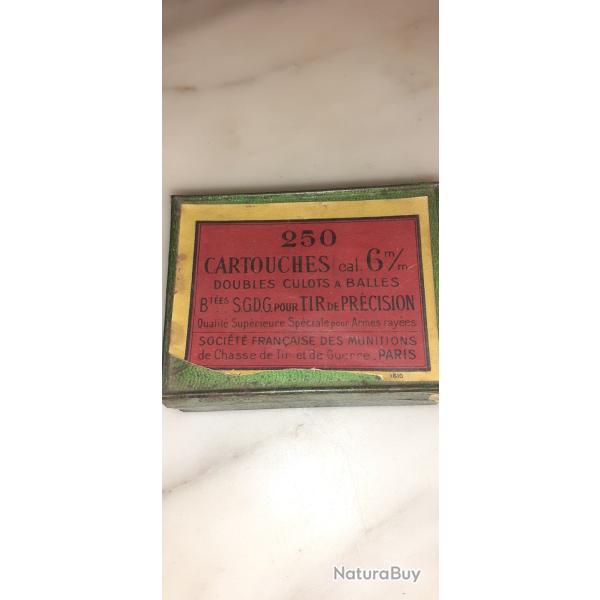 250
CARTOUCHES cal. 6 m/m
DOUBLES CULOTS A BALLES
BTÉES S.G.D.G. POUR TIR DE PRÉCISION
Qualité Supérieure Spéciale pour Armes rayées
SOCIÉTÉ FRANÇAISE DES MUNITIONS
de Chasse de Tir et de Guerre, PARIS
1610
NaturaBuy